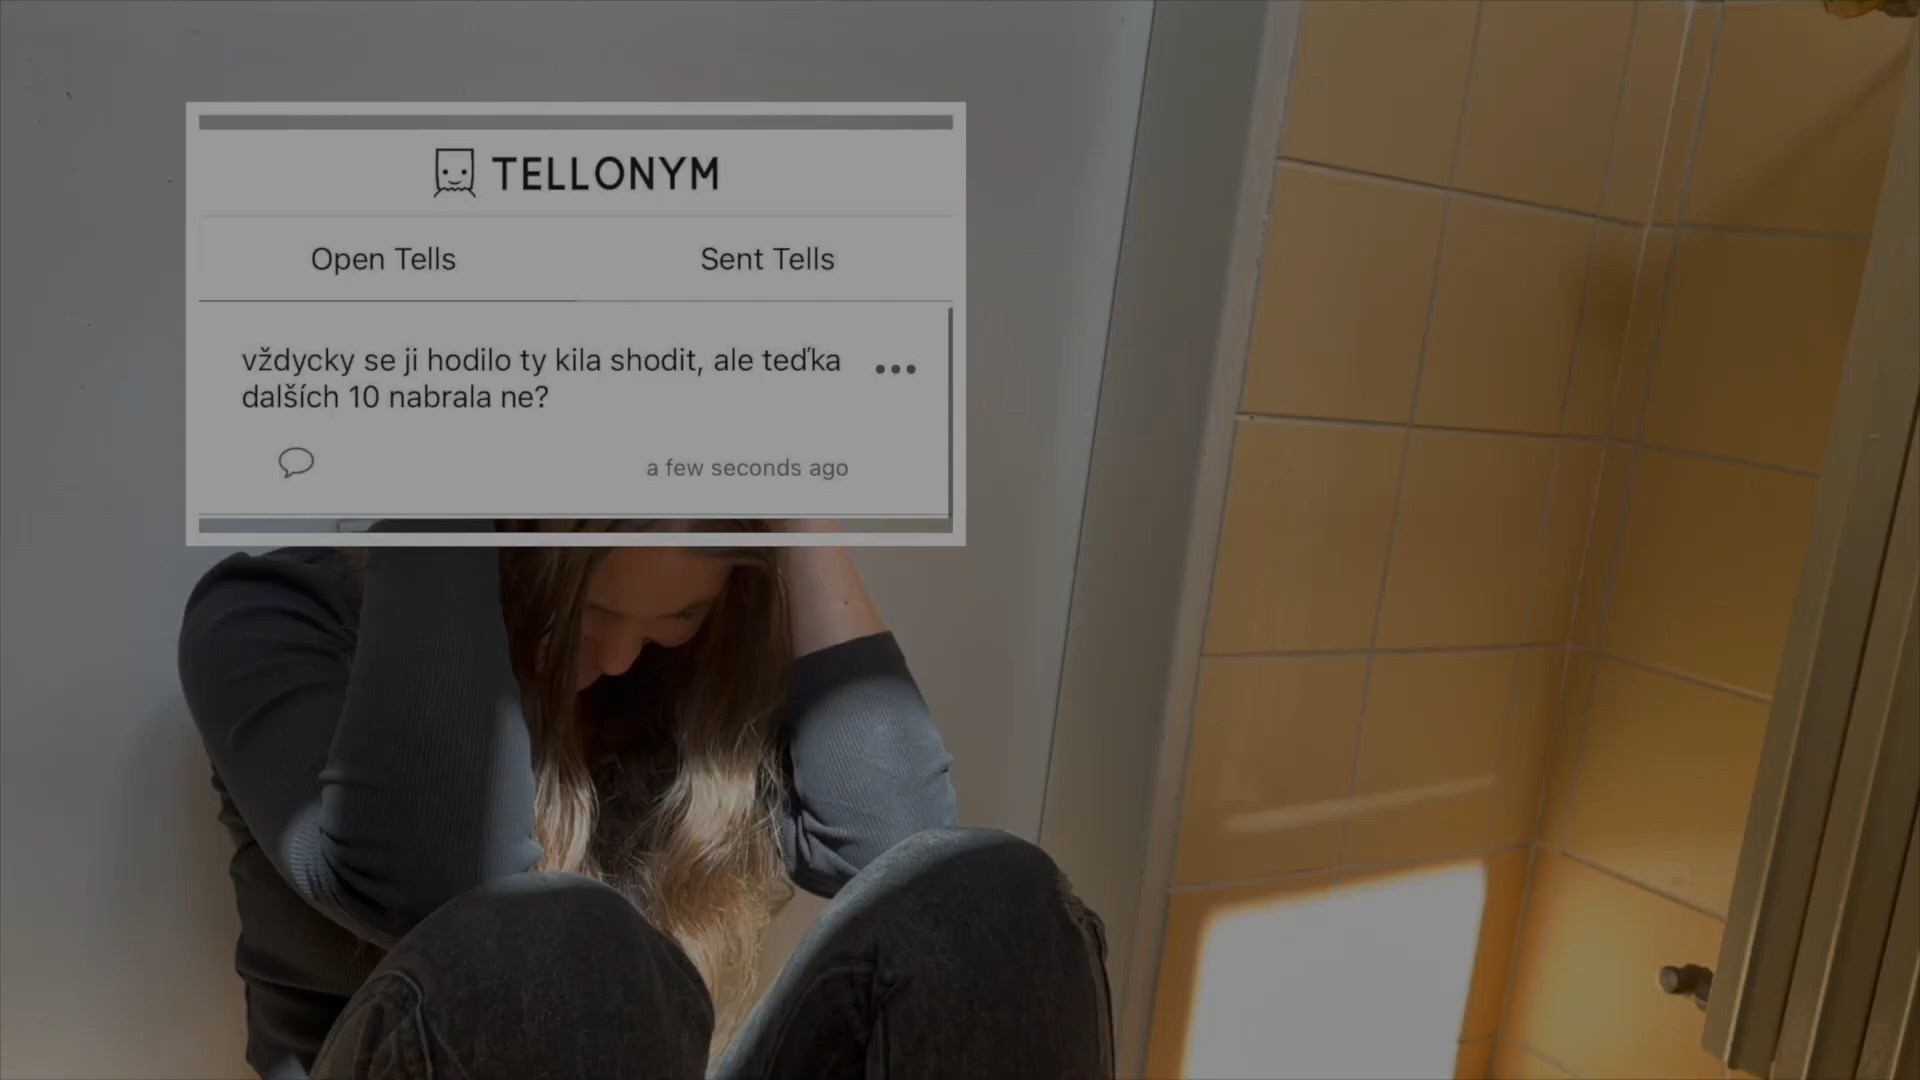 TELLONYM
Open Tells
Sent Tells
vždycky se ji hodilo ty kila shodit, ale teďka
dalších 10 nabrala ne?
a few seconds ago